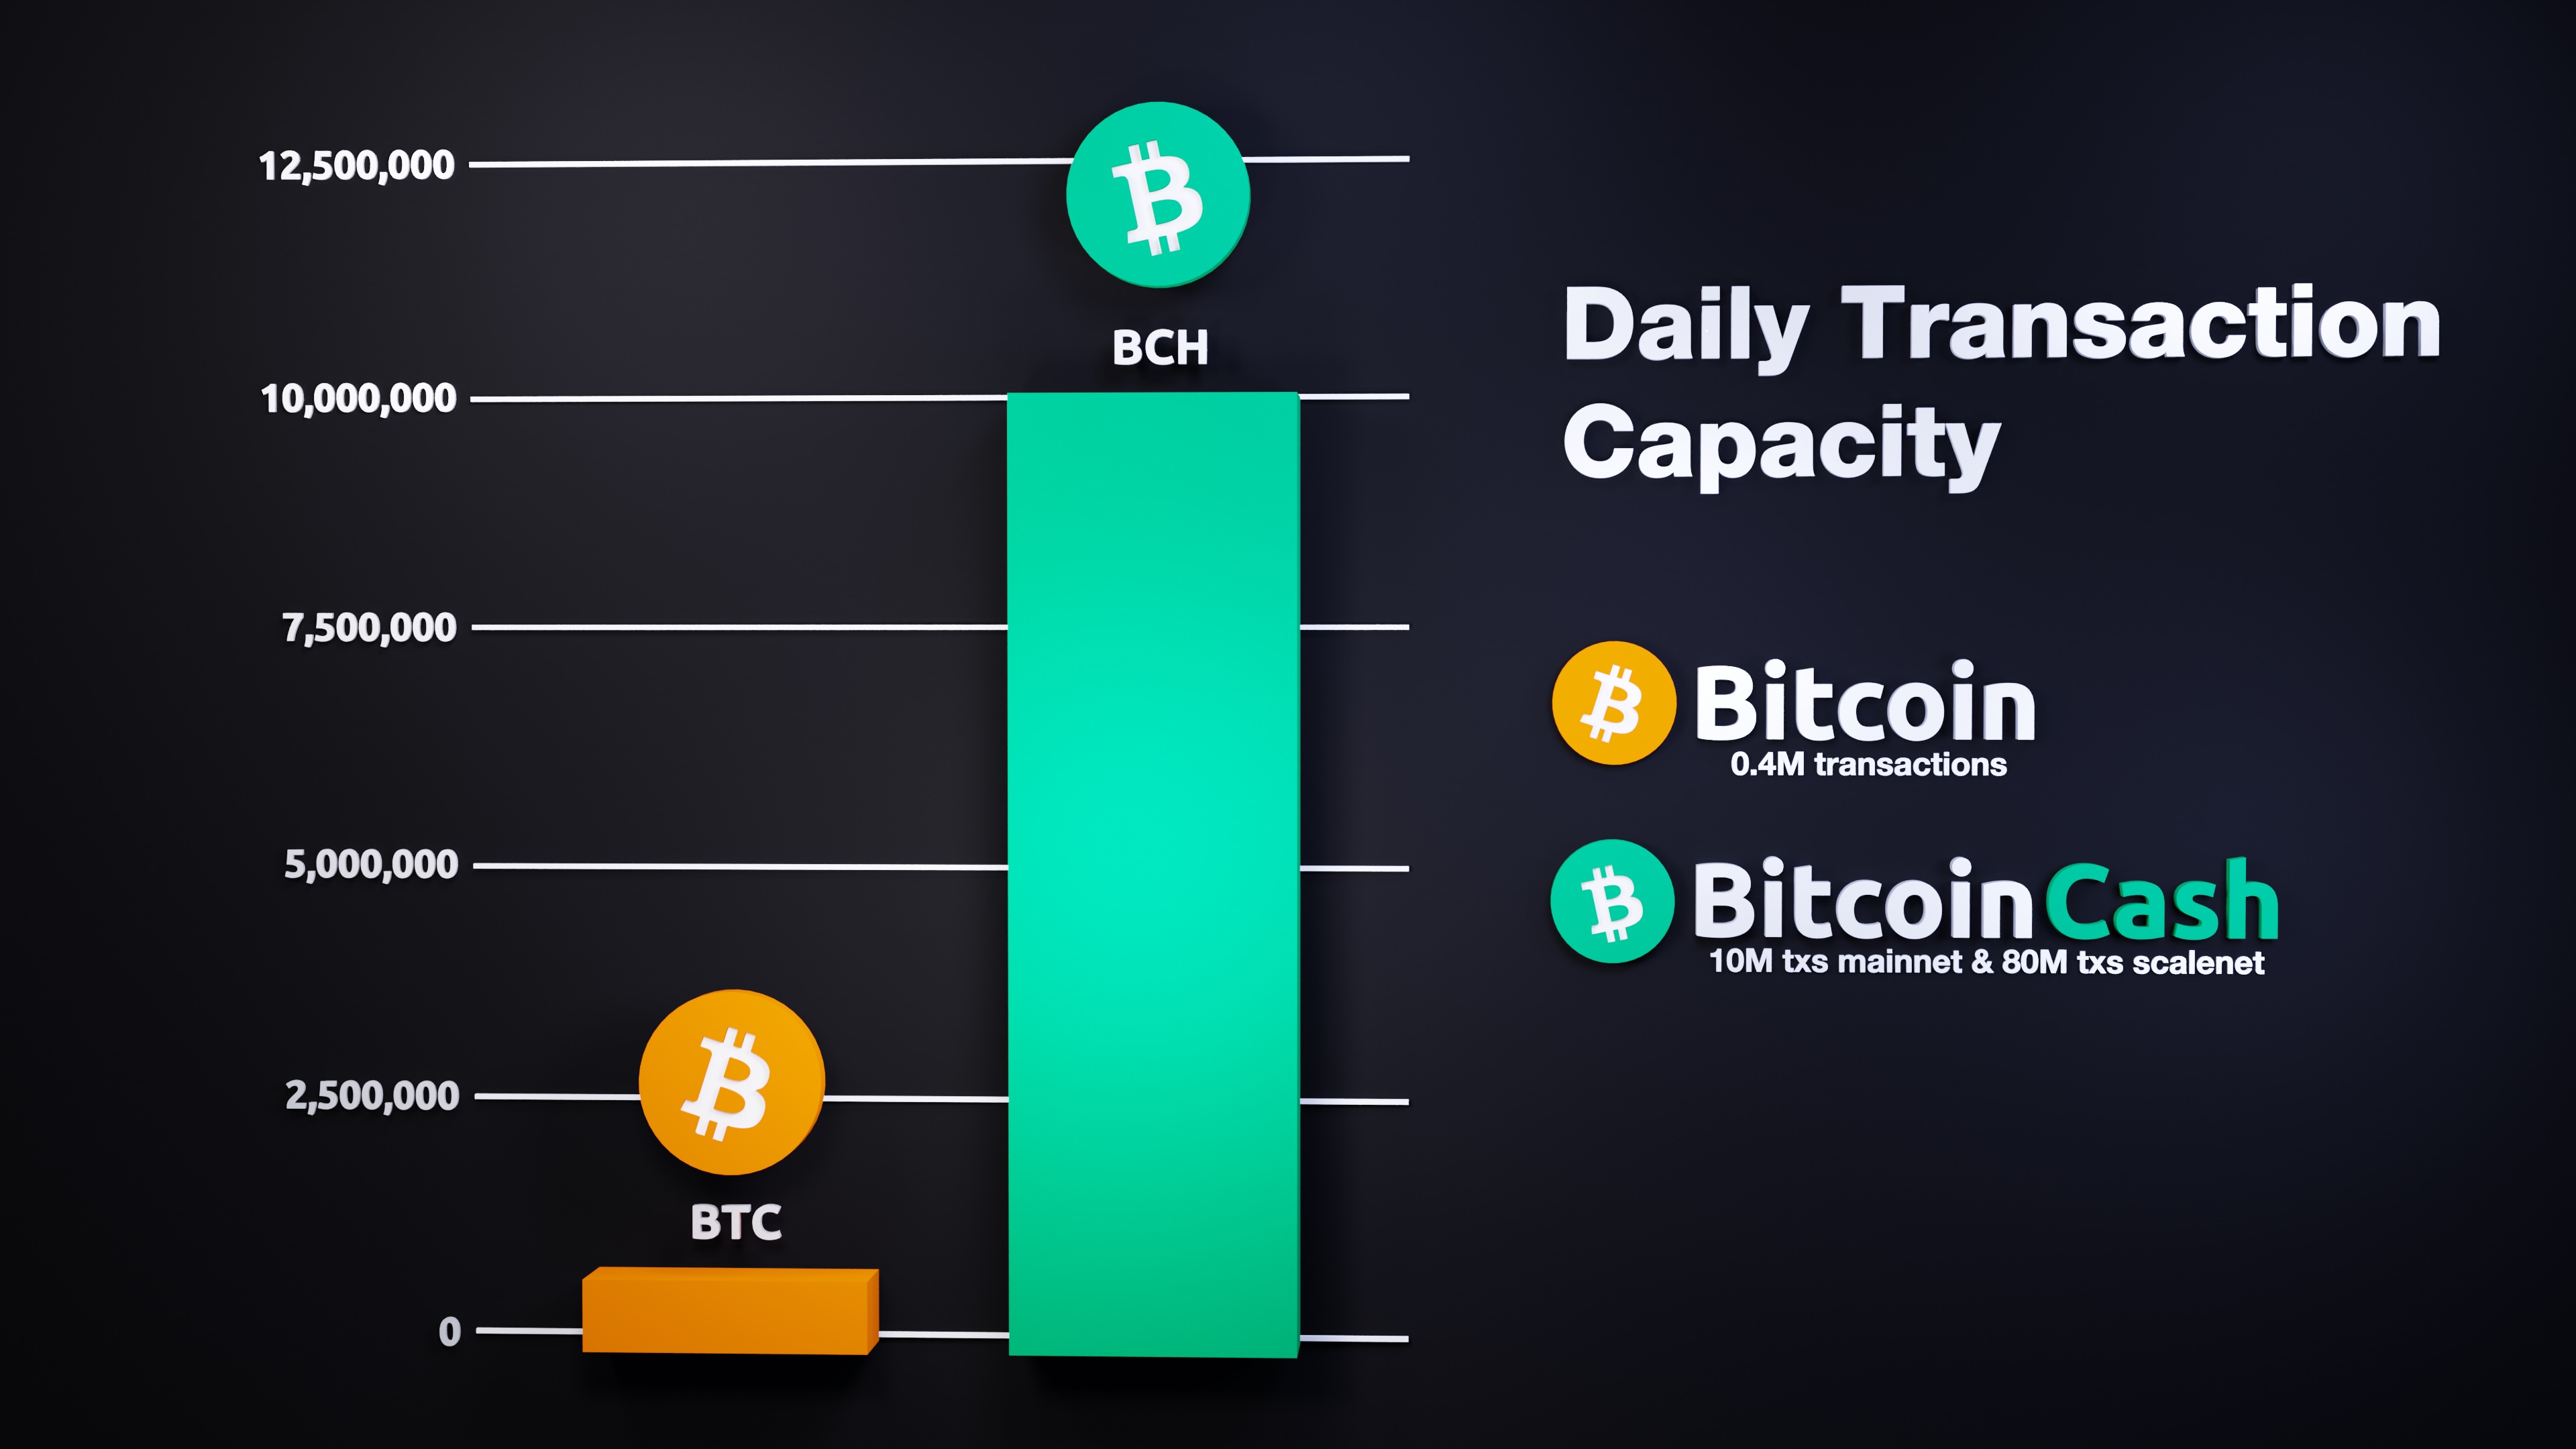 12,500,000
BCH
10,000,000
7,500,000
5,000,000
2,500,000
BTC
0
Daily Transaction
Capacity
Bitcoin
0.4M transactions
BitcoinCash
10M txs mainnet & 80M txs scalenet